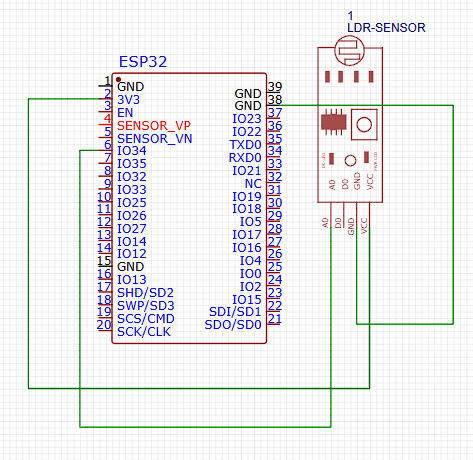 1
LDR-SENSOR
ESP32
1 GND
2 3V3
3 EN
4 SENSOR_VP
5 SENSOR_VN
6 IO34
7 IO35
8 IO32
9 IO33
10 IO25
11 IO26
12 IO27
13 IO14
14 IO12
15 GND
16 IO13
17 SHD/SD2
18 SWP/SD3
19 SCS/CMD
20 SCK/CLK
GND 39
GND 38
IO23 37
IO22 36
TXD0 35
RXD0 34
IO21 33
NC 32
IO19 31
IO18 30
IO5 29
IO17 28
IO16 27
IO4 26
IO0 25
IO2 24
IO15 23
SDI/SD1 22
SDO/SD0 21
A0 D0 GND VCC
A0 D0 GND VCC